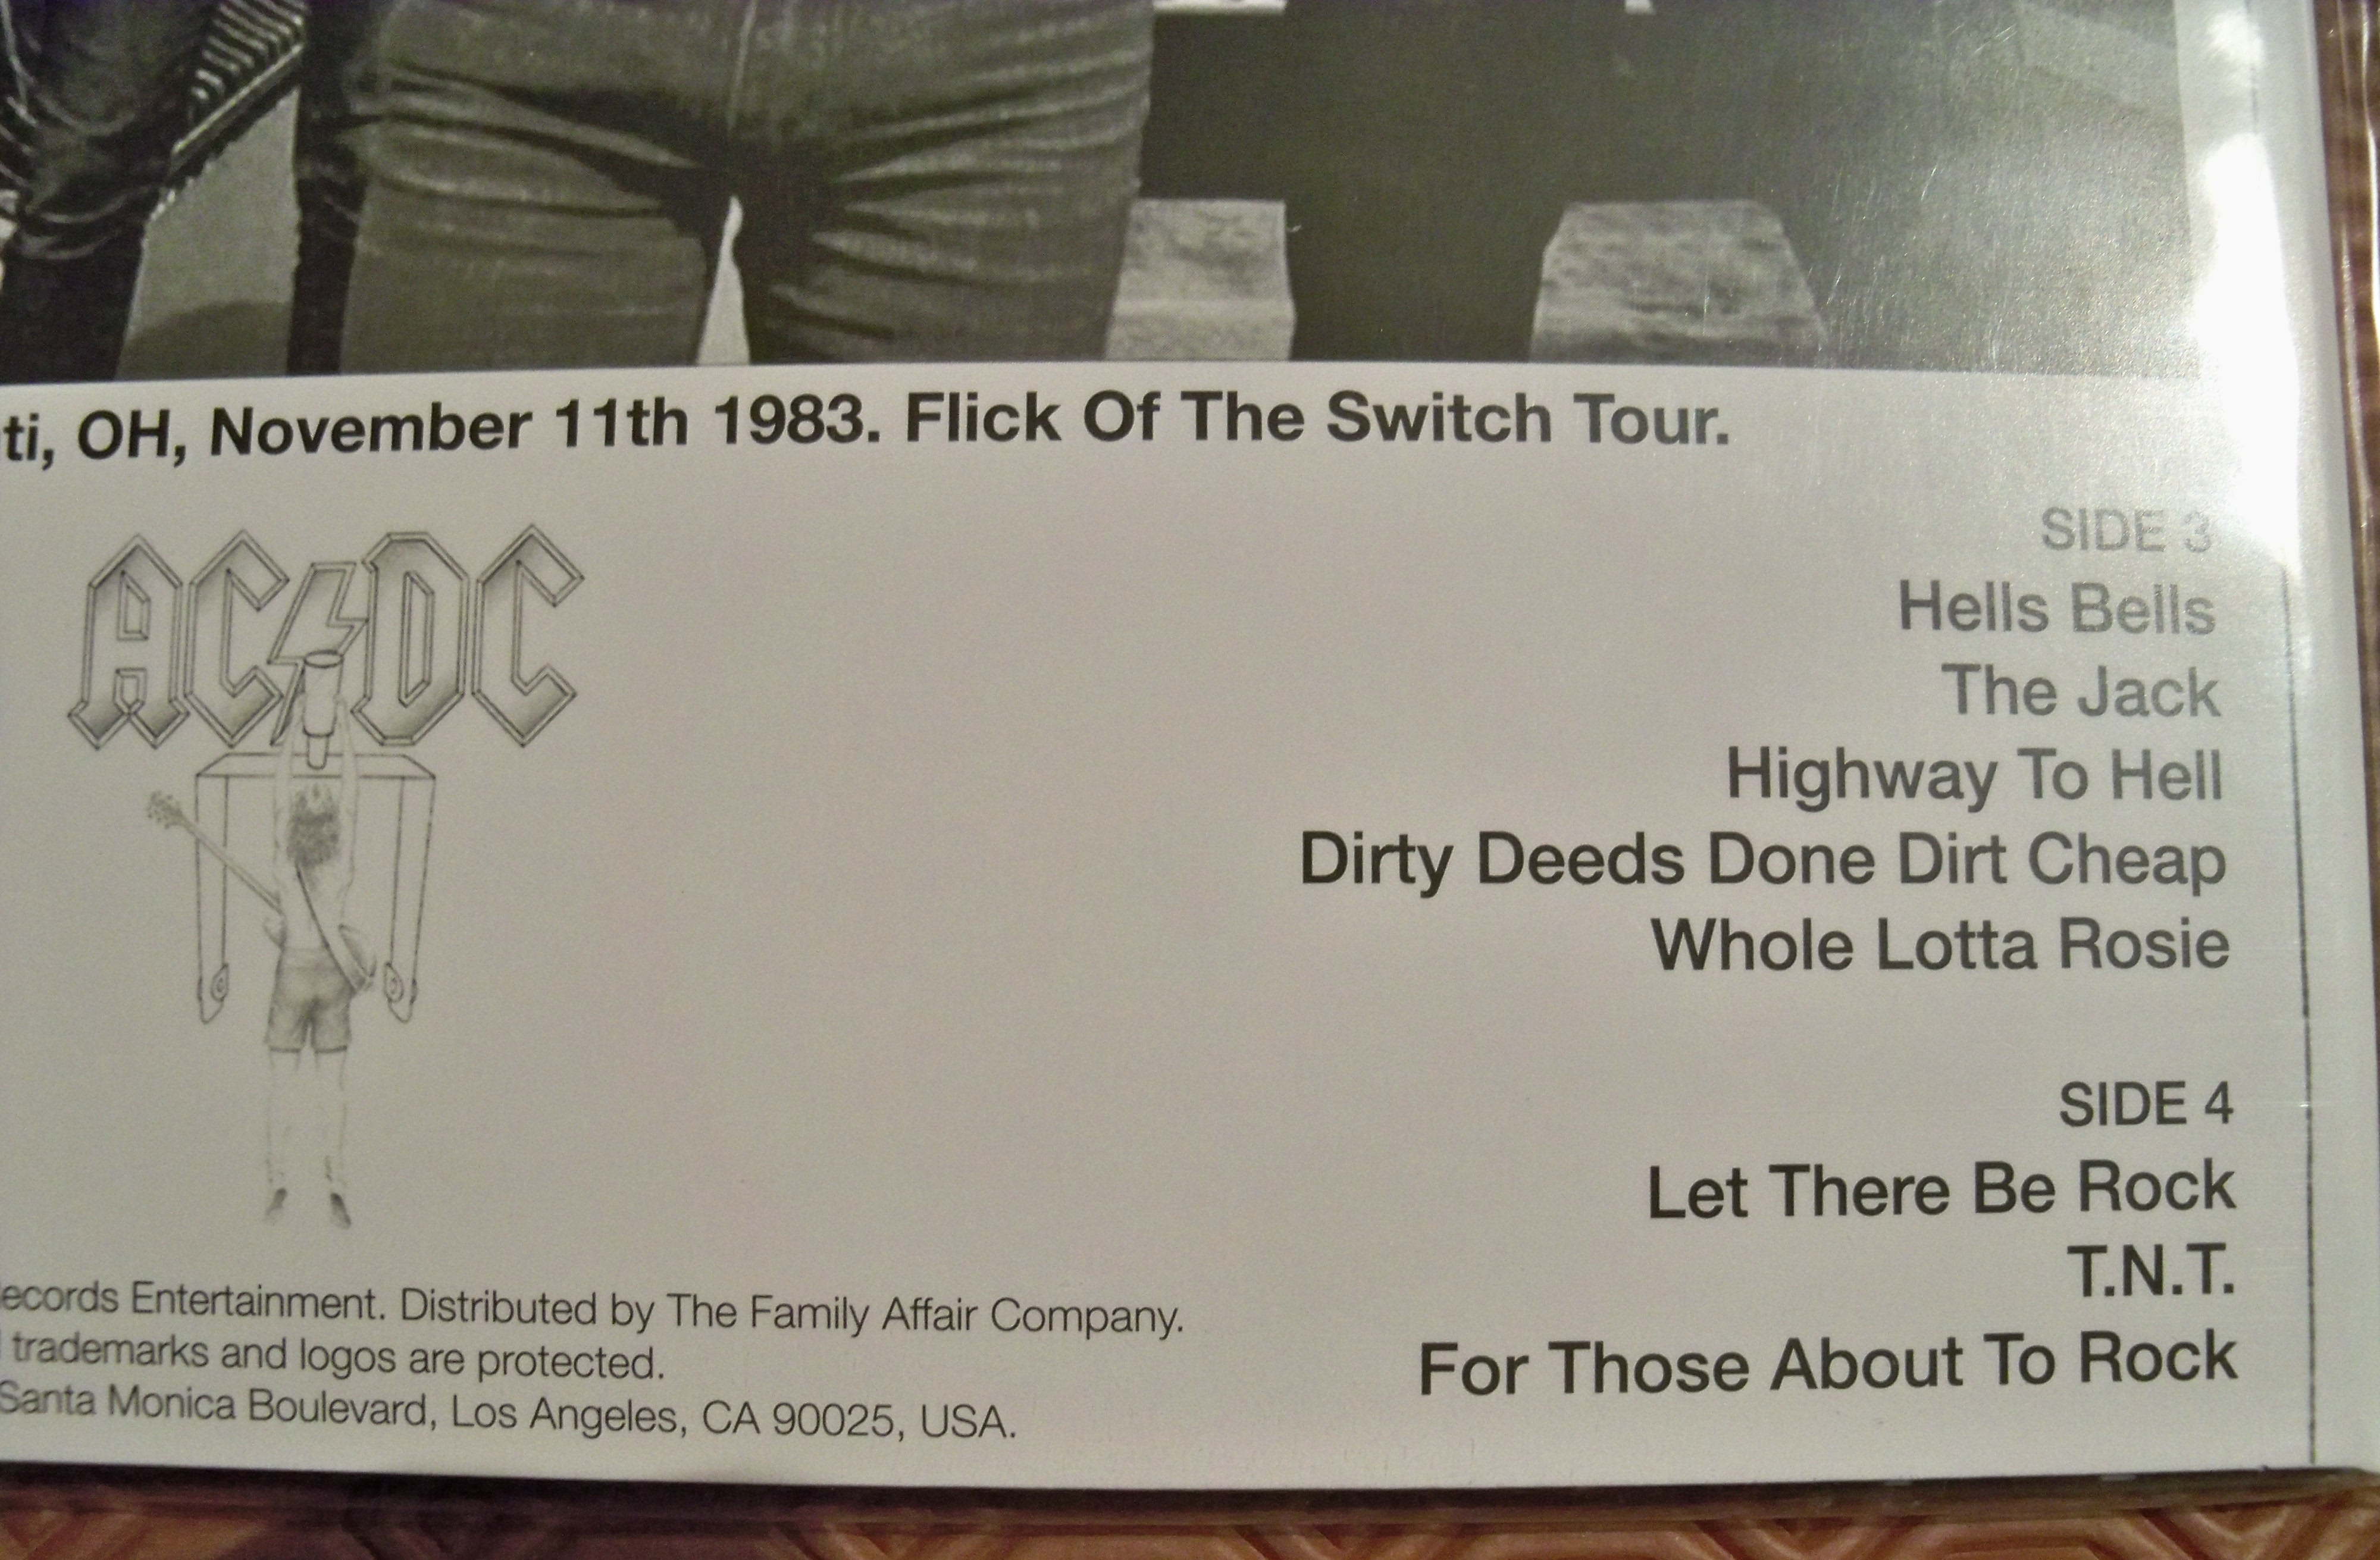 ti, OH, November 11th 1983. Flick Of The Switch Tour.
AC⚡DC
SIDE 3
Hells Bells
The Jack
Highway To Hell
Dirty Deeds Done Dirt Cheap
Whole Lotta Rosie
SIDE 4
Let There Be Rock
T.N.T.
For Those About To Rock
ecords Entertainment. Distributed by The Family Affair Company.
trademarks and logos are protected.
Santa Monica Boulevard, Los Angeles, CA 90025, USA.